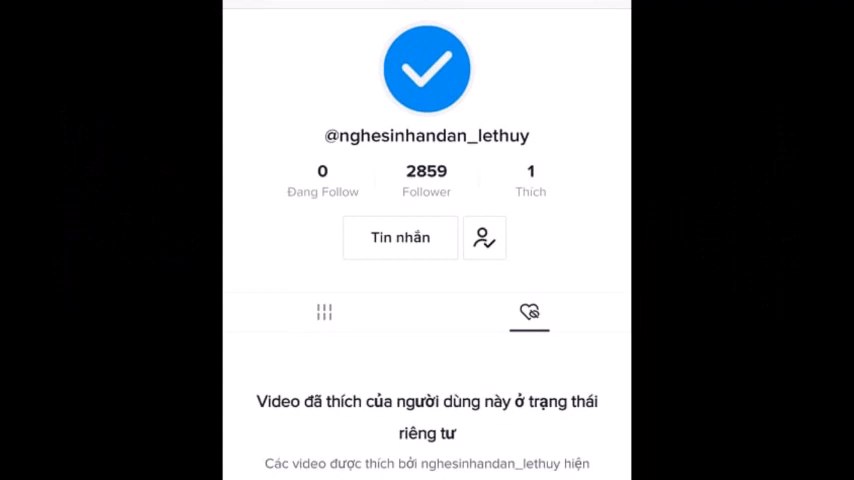 @nghesinhandan_lethuy
0 2859 1
Đang Follow Follower Thích
Tin nhắn
Video đã thích của người dùng này ở trạng thái
riêng tư
Các video được thích bởi nghesinhandan_lethuy hiện